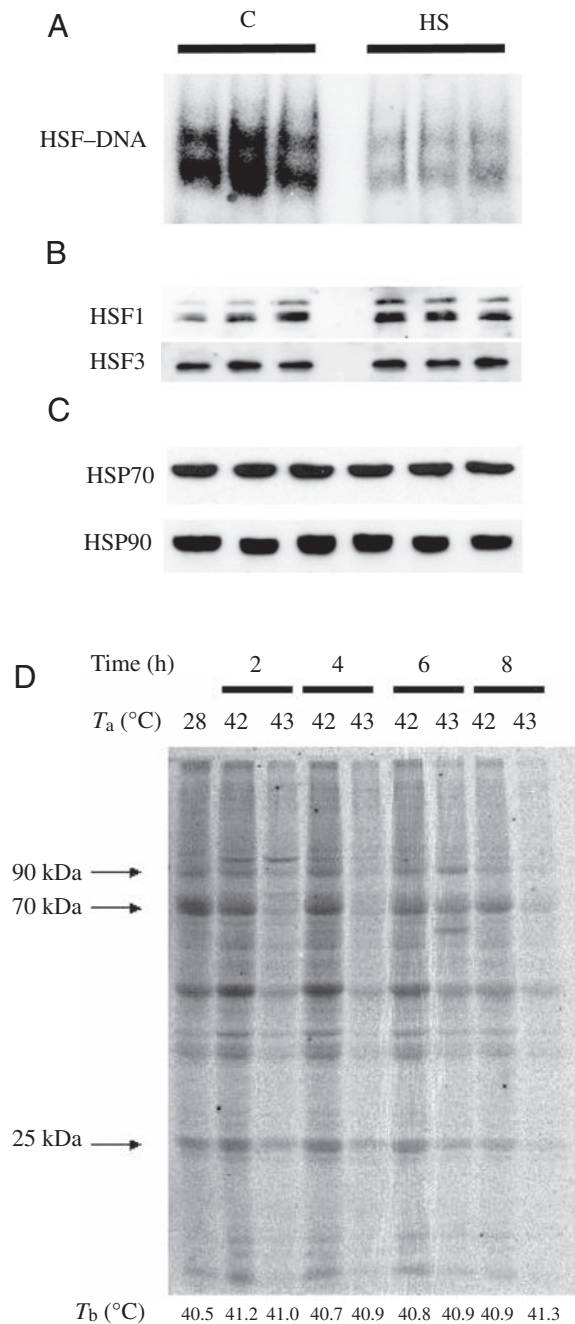 A
C HS
HSF–DNA
B
HSF1
HSF3
C
HSP70
HSP90
D
Time (h) 2 4 6 8
Ta (°C) 28 42 43 42 43 42 43 42 43
90 kDa
70 kDa
25 kDa
Tb (°C) 40.5 41.2 41.0 40.7 40.9 40.8 40.9 40.9 41.3